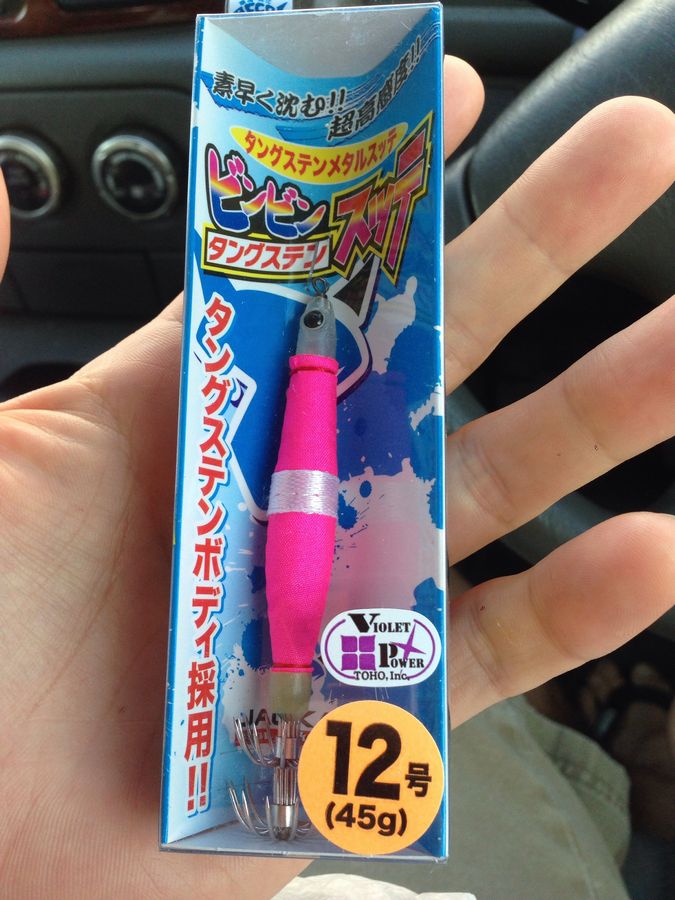 素早く沈む!!
超高感度!!
タングステンメタルスッテ
ビンビン
スッテ
タングステン
タングステンボディ採用!!
VIOLET
POWER
TOHO, Inc.
12号
(45g)